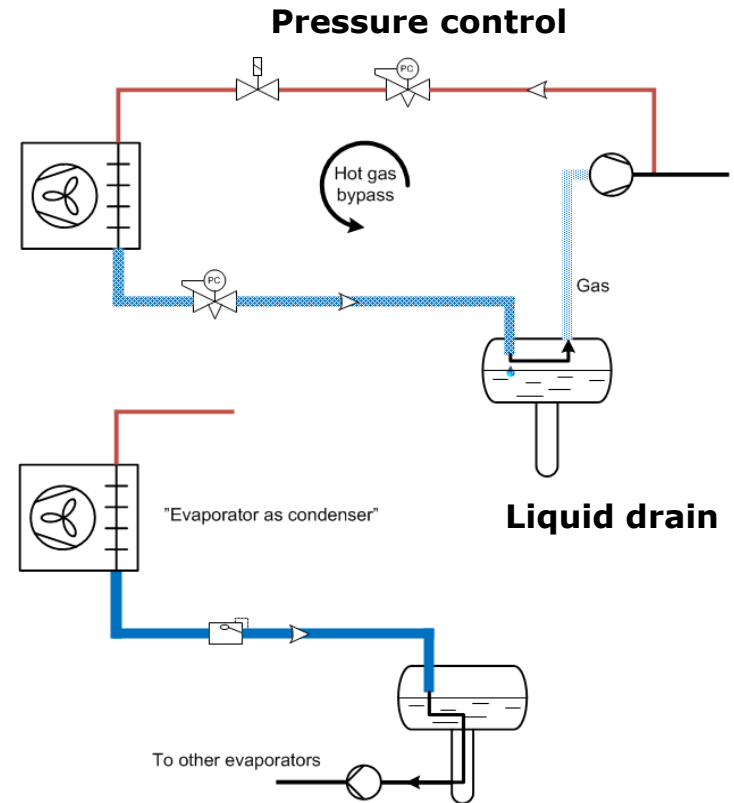 Pressure control
PC
Hot gas
bypass
PC
Gas
"Evaporator as condenser"
Liquid drain
To other evaporators